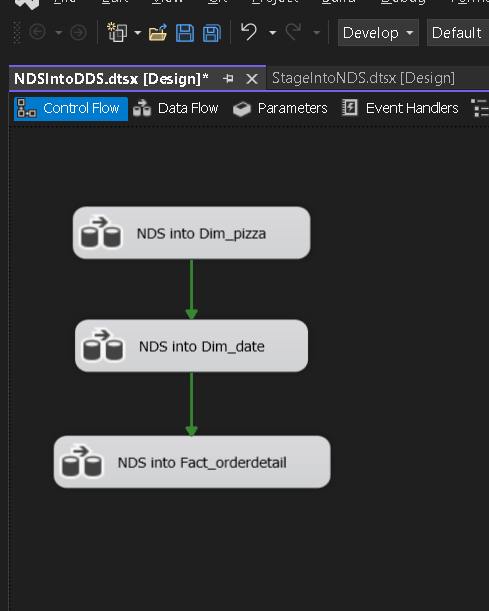 Develop Default
NDSIntoDDS.dtsx [Design]* StageIntoNDS.dtsx [Design]
Control Flow Data Flow Parameters Event Handlers
NDS into Dim_pizza
NDS into Dim_date
NDS into Fact_orderdetail